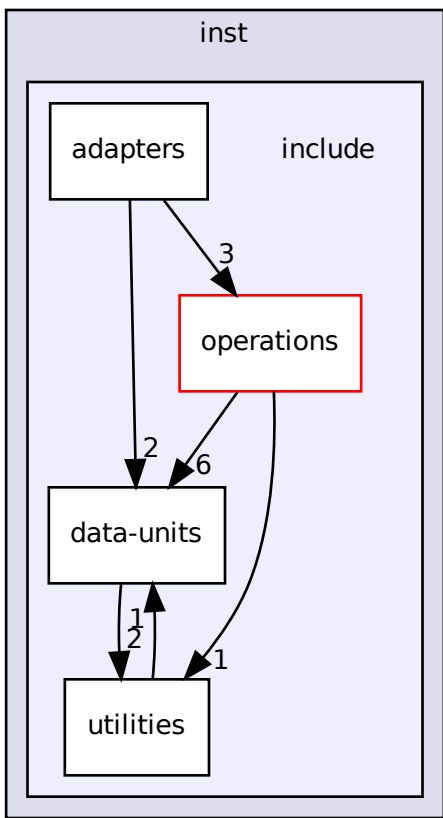 inst
adapters
include
3
operations
2
6
data-units
1
2
1
utilities